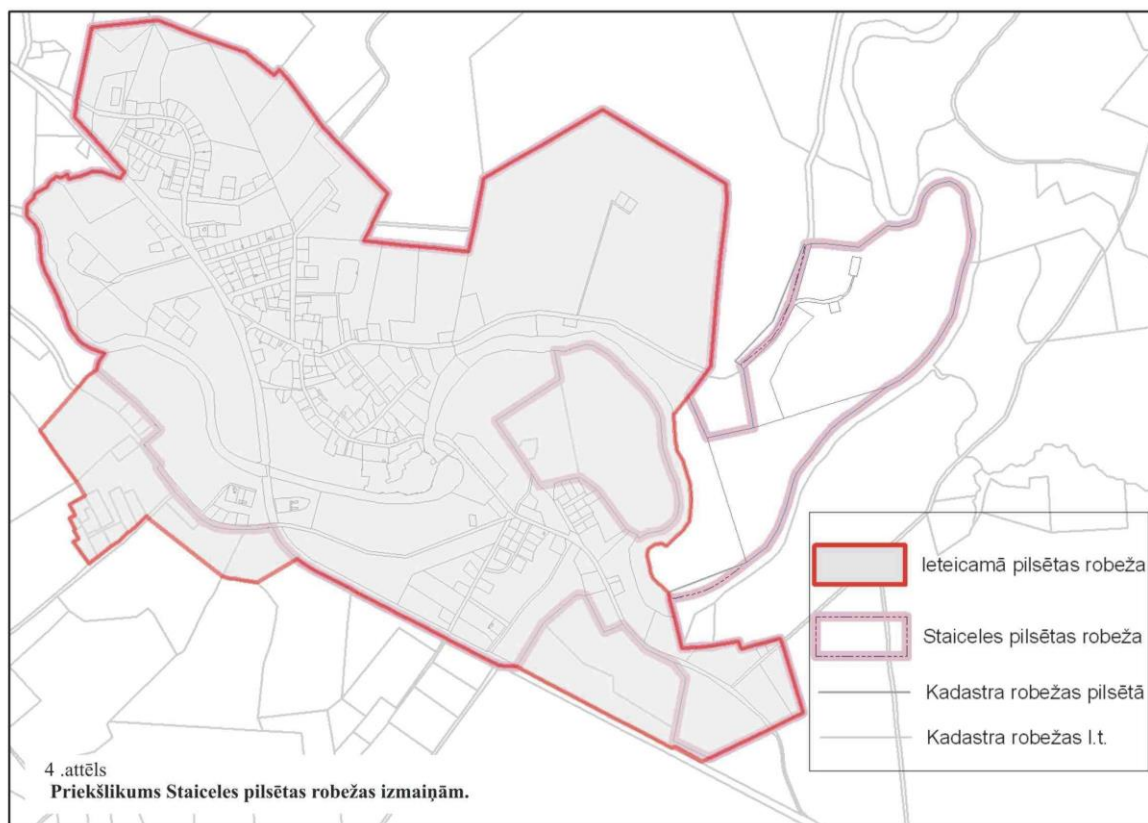 Ieteicamā pilsētas robeža
Staiceles pilsētas robeža
Kadastra robežas pilsētā
Kadastra robežas l.t.
4 .attēls
Priekšlikums Staiceles pilsētas robežas izmaiņām.